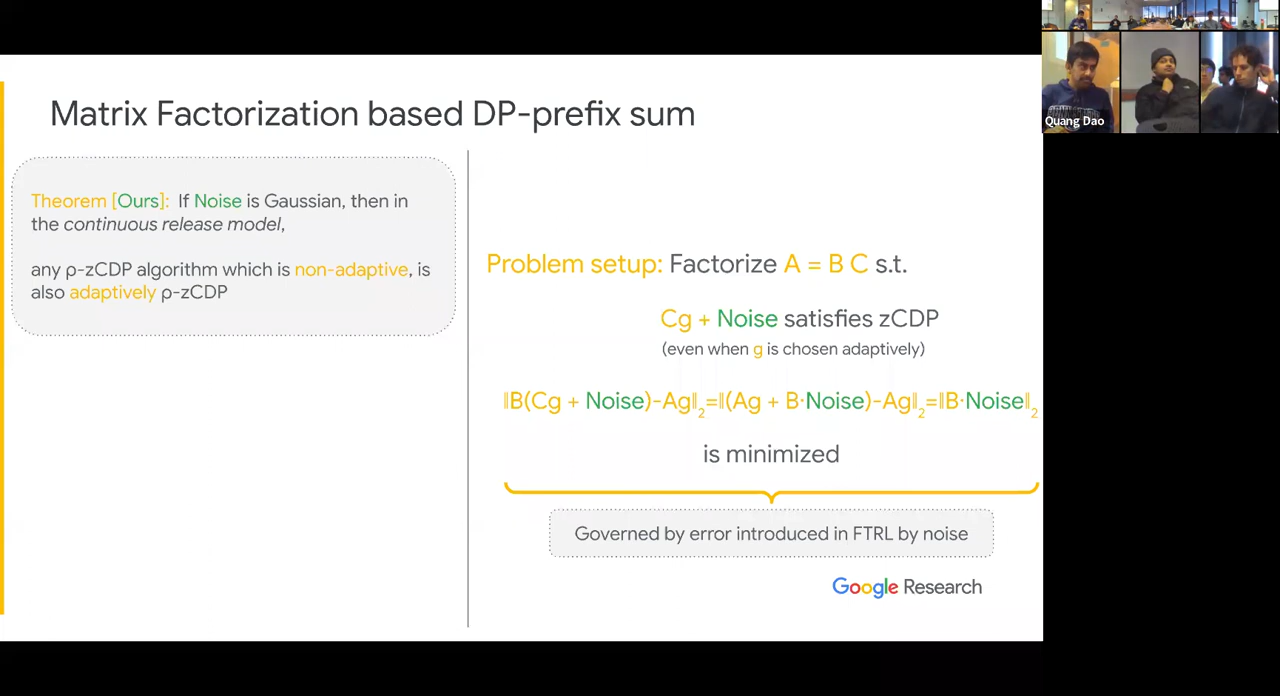 Matrix Factorization based DP-prefix sum
Theorem [Ours]: If Noise is Gaussian, then in
the continuous release model,
any ρ-zCDP algorithm which is non-adaptive, is
also adaptively ρ-zCDP
Problem setup: Factorize A = B C s.t.
Cg + Noise satisfies zCDP
(even when g is chosen adaptively)
‖B(Cg + Noise)-Ag‖₂=‖(Ag + B·Noise)-Ag‖₂=‖B·Noise‖₂
is minimized
Governed by error introduced in FTRL by noise
Google Research
Quang Dao